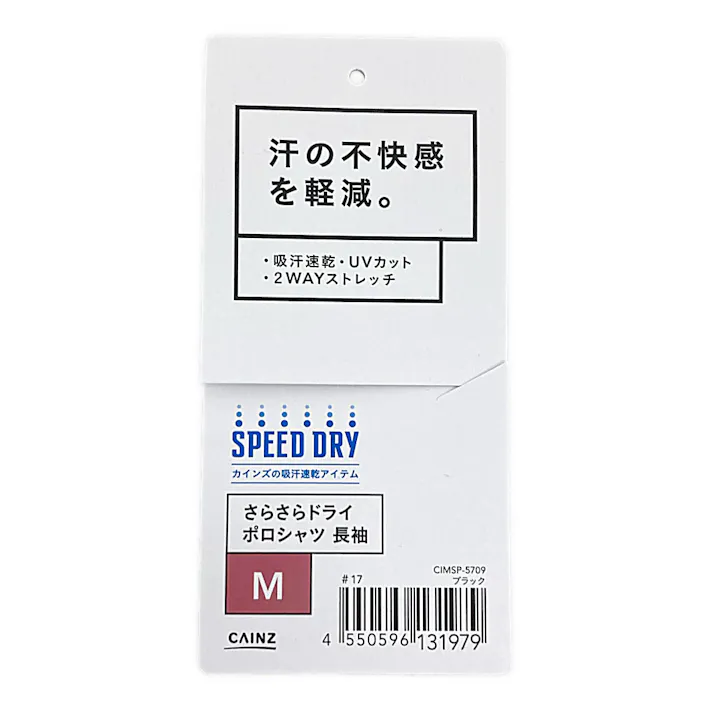 汗の不快感
を軽減。
・吸汗速乾・UVカット
・2WAYストレッチ
SPEED DRY
カインズの吸汗速乾アイテム
さらさらドライ
ポロシャツ 長袖
M
CAINZ
CIMSP-5709
#17 ブラック
4 550596 131979